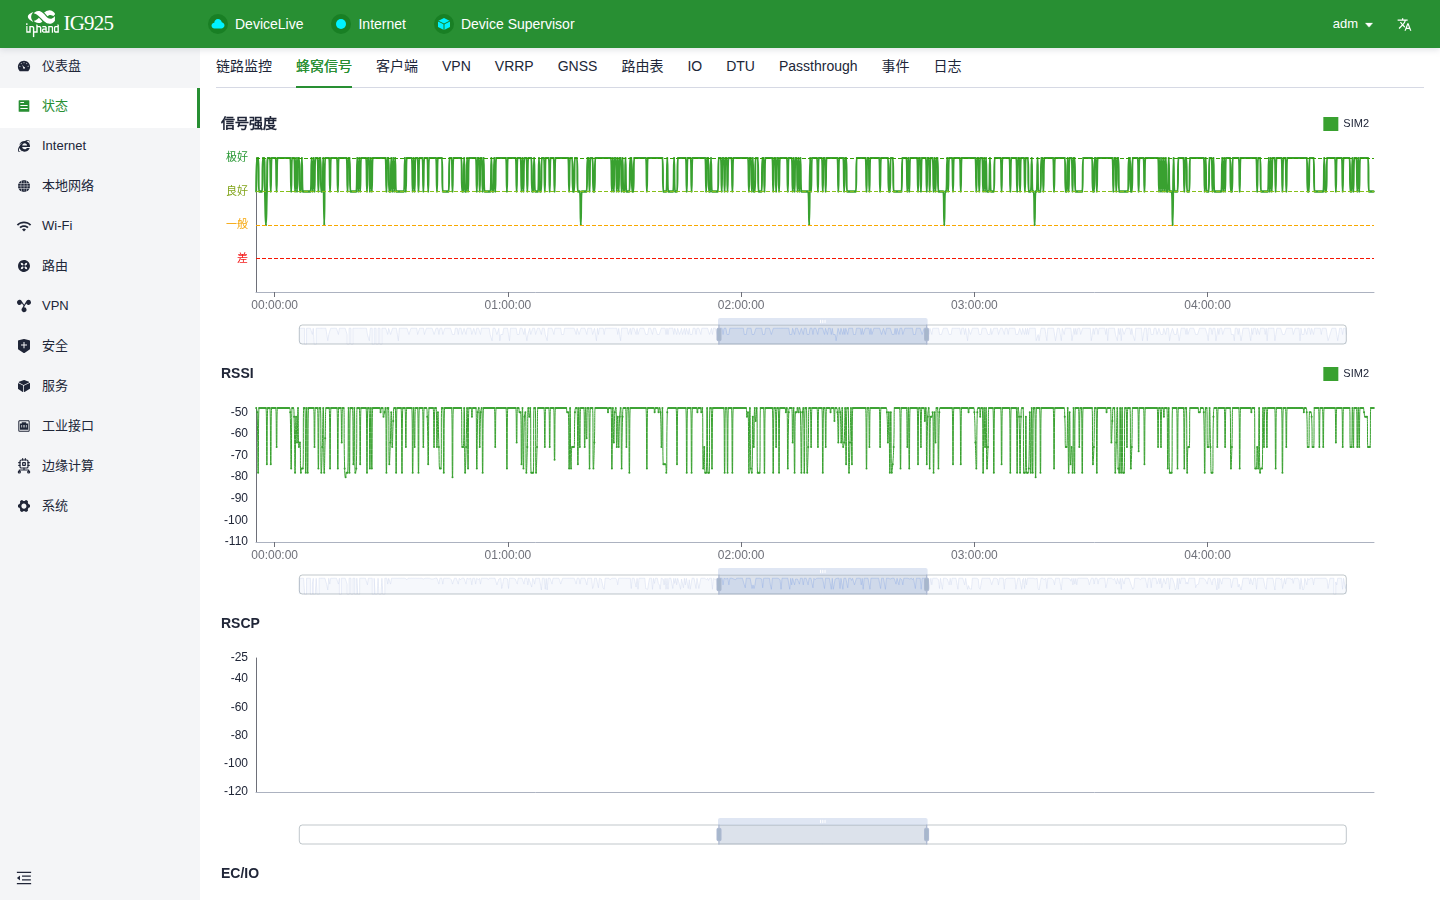 inhand IG925
DeviceLive Internet Device Supervisor adm
仪表盘
状态
Internet
本地网络
Wi-Fi
路由
VPN
安全
服务
工业接口
边缘计算
系统
链路监控 蜂窝信号 客户端 VPN VRRP GNSS 路由表 IO DTU Passthrough 事件 日志
信号强度 SIM2
极好
良好
一般
差
00:00:00 01:00:00 02:00:00 03:00:00 04:00:00
RSSI SIM2
-50
-60
-70
-80
-90
-100
-110
00:00:00 01:00:00 02:00:00 03:00:00 04:00:00
RSCP
-25
-40
-60
-80
-100
-120
EC/IO